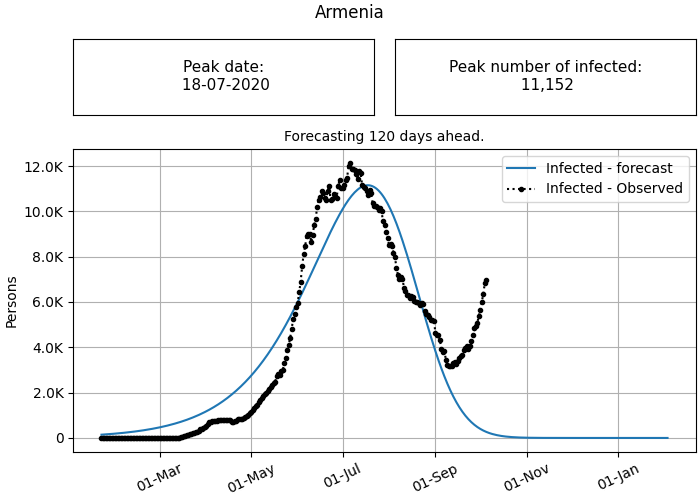 Armenia
Peak date:
18-07-2020
Peak number of infected:
11,152
Forecasting 120 days ahead.
Infected - forecast
Infected - Observed
Persons
12.0K
10.0K
8.0K
6.0K
4.0K
2.0K
0
01-Mar
01-May
01-Jul
01-Sep
01-Nov
01-Jan